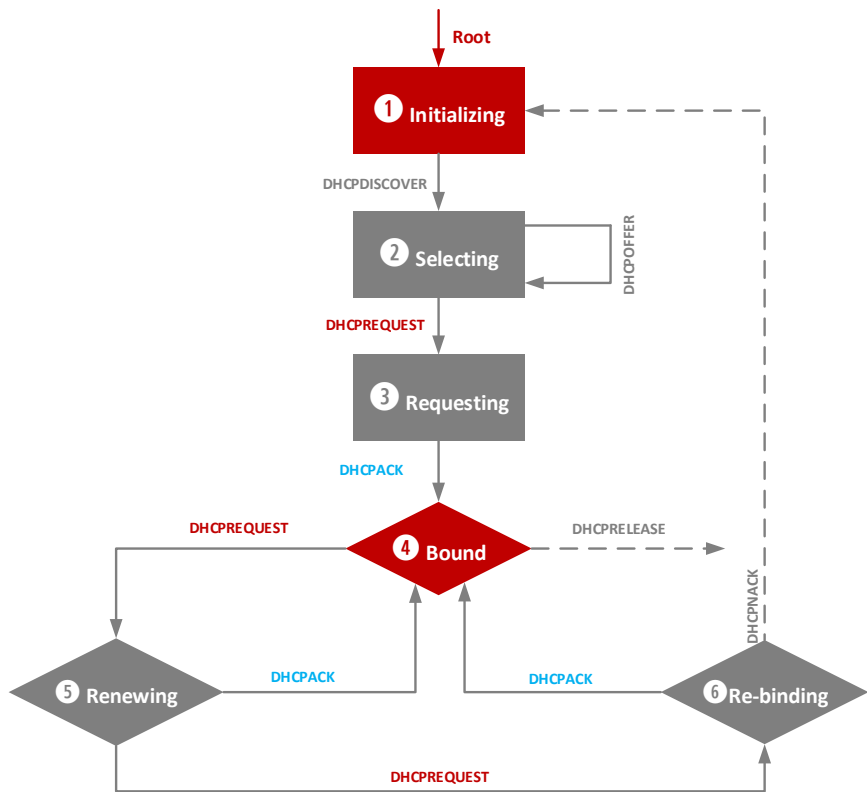 Root
1 Initializing
DHCPDISCOVER
2 Selecting
DHCPOFFER
DHCPREQUEST
3 Requesting
DHCPACK
DHCPREQUEST
4 Bound
DHCPRELEASE
DHCPNACK
5 Renewing
DHCPACK
DHCPACK
6 Re-binding
DHCPREQUEST